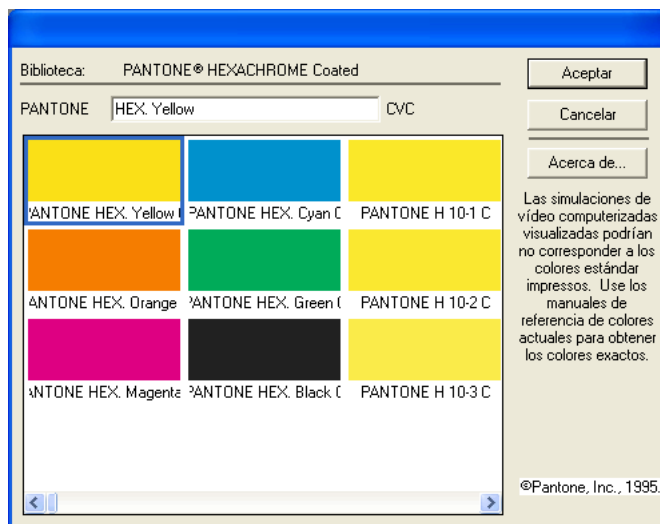 Biblioteca: PANTONE® HEXACHROME Coated
PANTONE HEX. Yellow CVC
PANTONE HEX. Yellow
PANTONE HEX. Cyan C
PANTONE H 10-1 C
ANTONE HEX. Orange
PANTONE HEX. Green
PANTONE H 10-2 C
ANTONE HEX. Magenta
PANTONE HEX. Black
PANTONE H 10-3 C
Aceptar
Cancelar
Acerca de...
Las simulaciones de
vídeo computerizadas
visualizadas podrían
no corresponder a los
colores estándar
impressos. Use los
manuales de
referencia de colores
actuales para obtener
los colores exactos.
©Pantone, Inc., 1995.